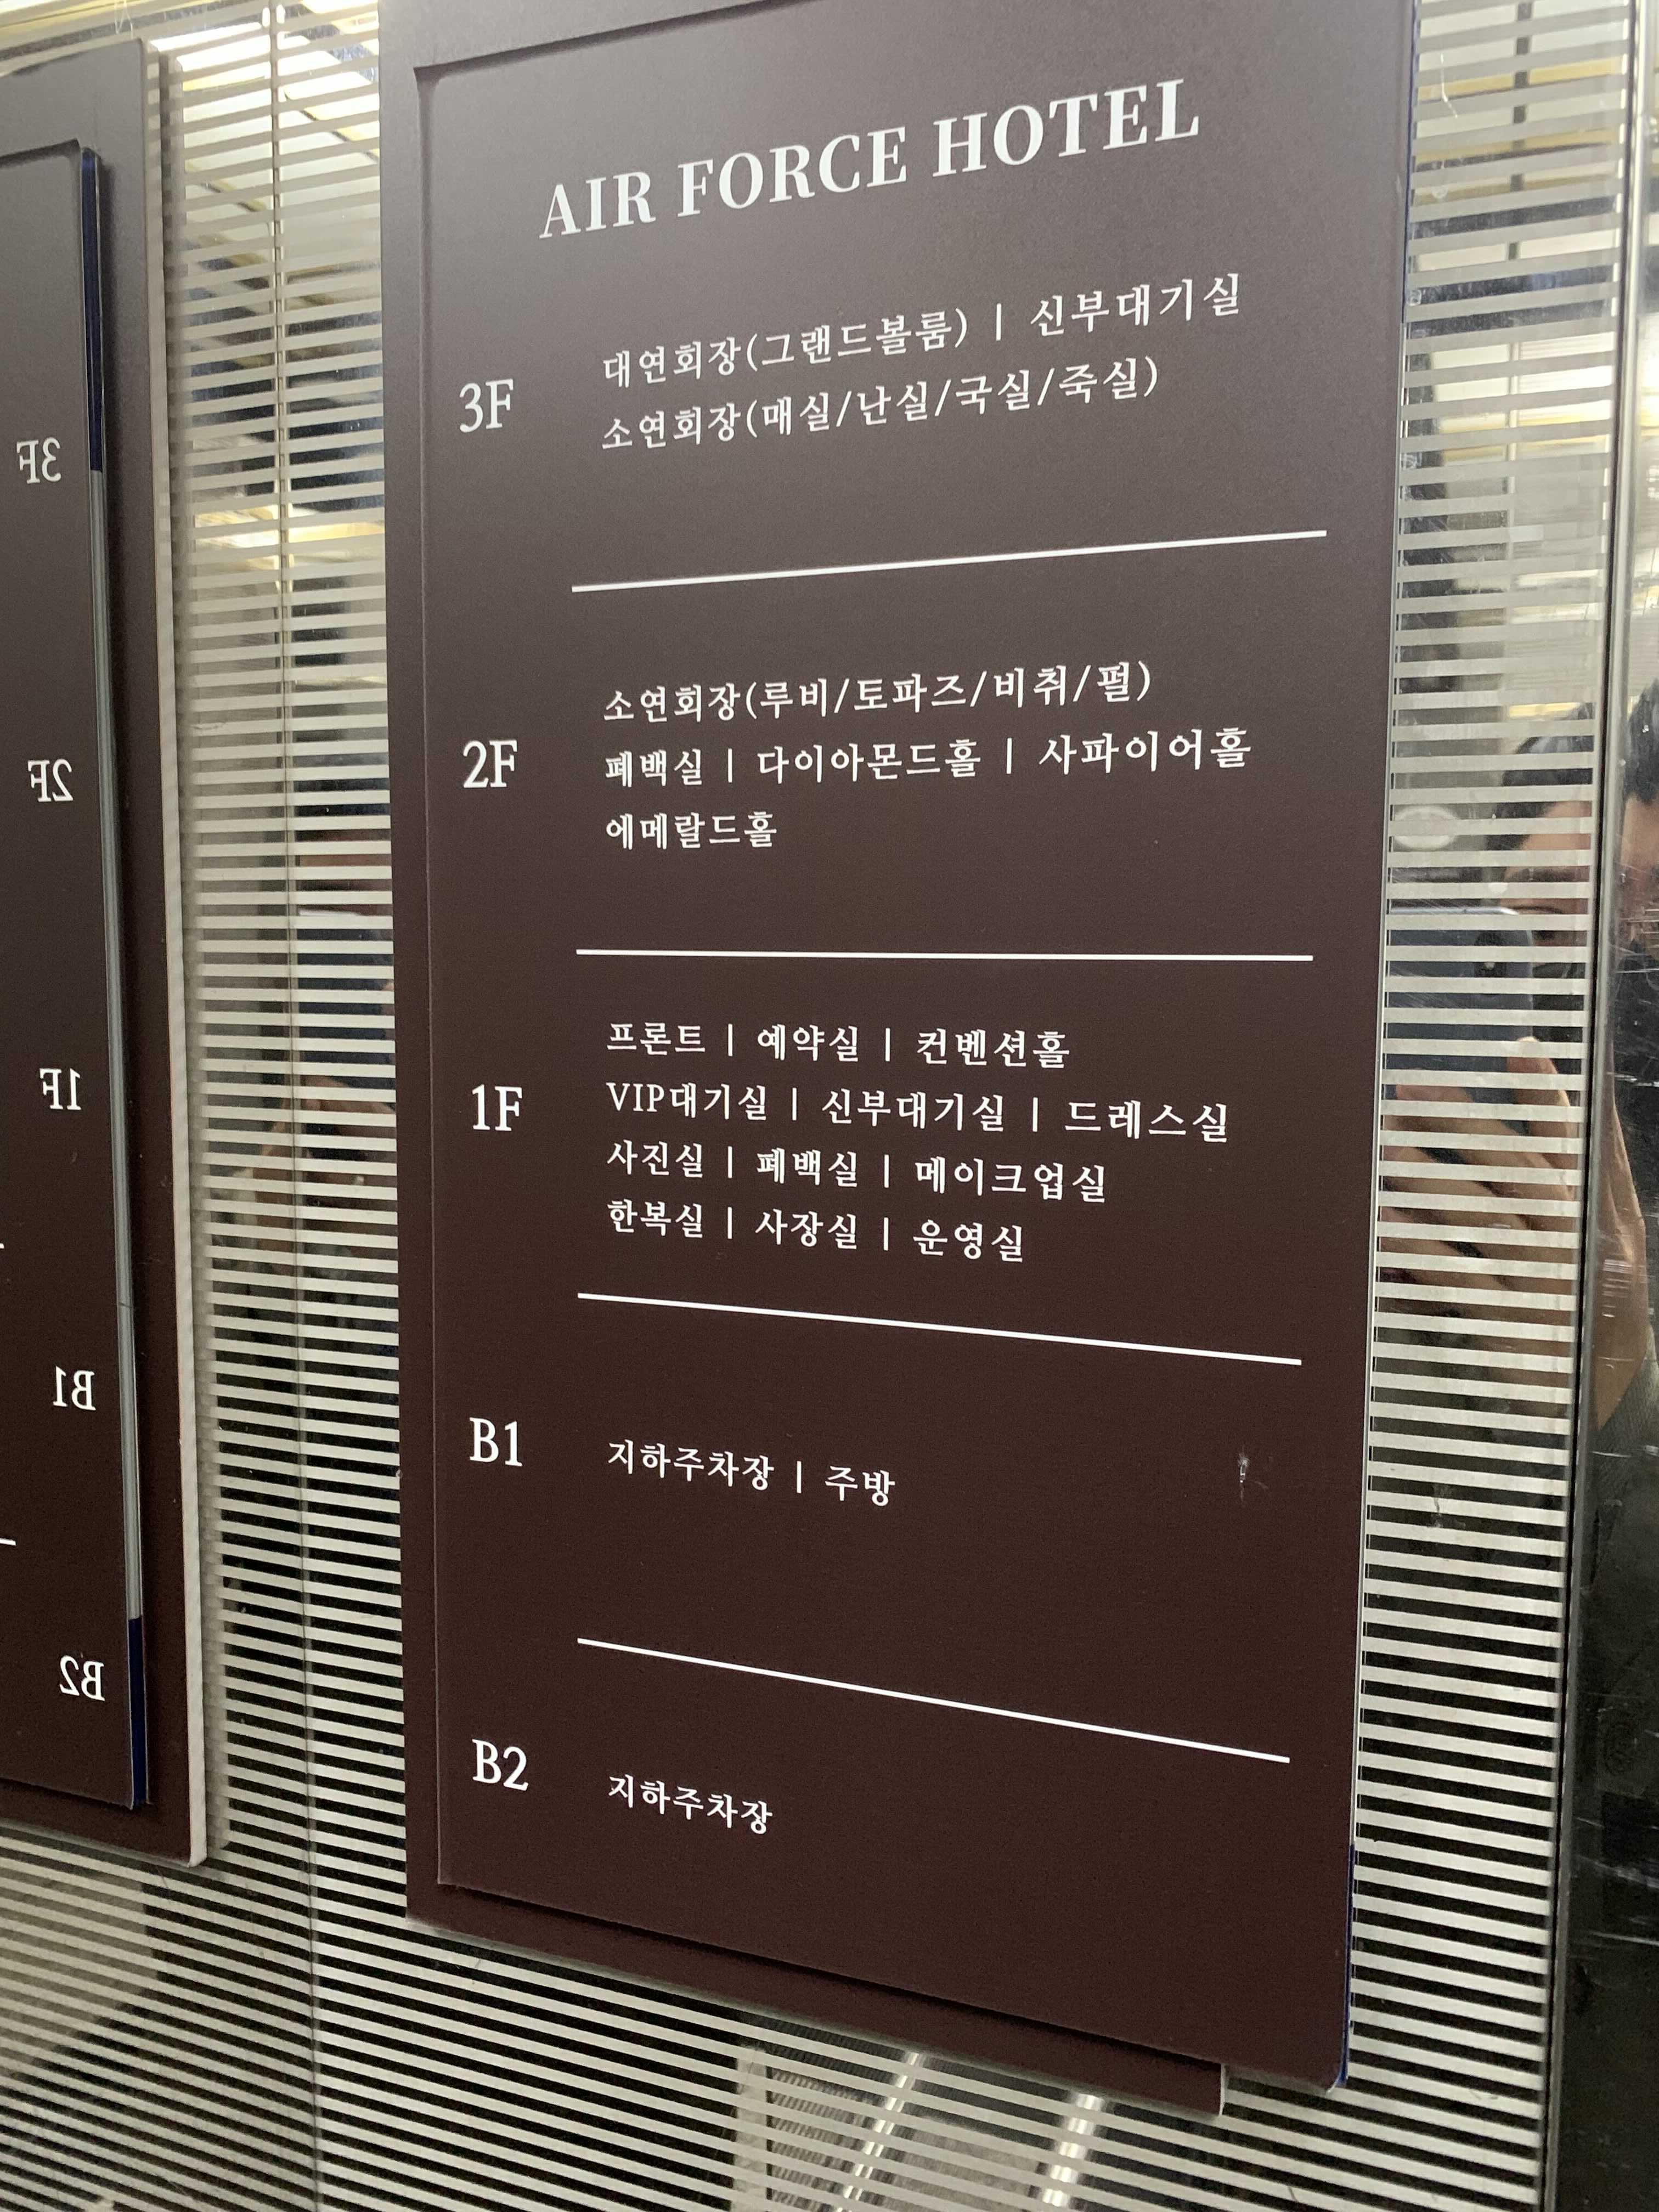 AIR FORCE HOTEL
3F
대연회장(그랜드볼룸) | 신부대기실
소연회장(매실/난실/국실/죽실)
2F
소연회장(루비/토파즈/비취/펄)
폐백실 | 다이아몬드홀 | 사파이어홀
에메랄드홀
1F
프론트 | 예약실 | 컨벤션홀
VIP대기실 | 신부대기실 | 드레스실
사진실 | 폐백실 | 메이크업실
한복실 | 사장실 | 운영실
B1
지하주차장 | 주방
B2
지하주차장
3F
2F
1F
B1
B2